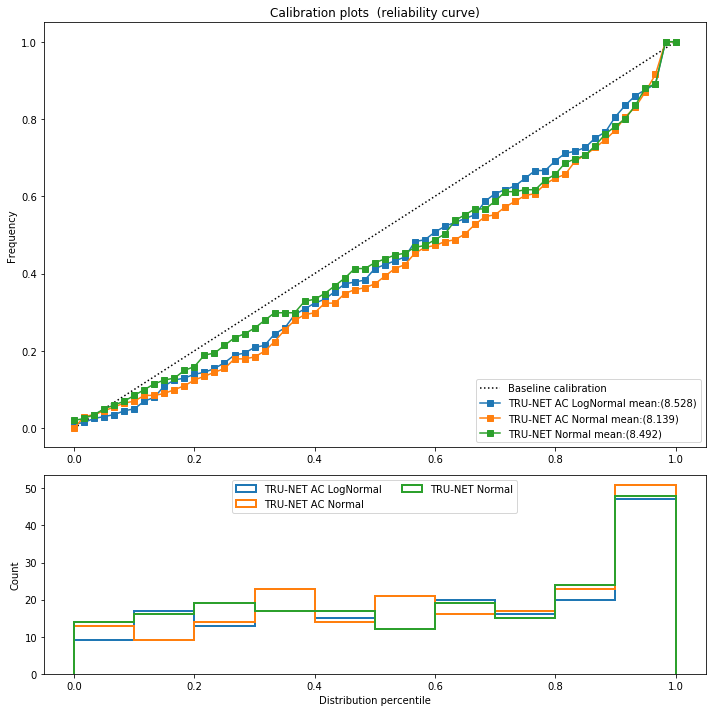 Calibration plots  (reliability curve)
1.0
0.8
0.6
0.4
0.2
0.0
Frequency
Baseline calibration
TRU-NET AC LogNormal mean:(8.528)
TRU-NET AC Normal mean:(8.139)
TRU-NET Normal mean:(8.492)
0.0 0.2 0.4 0.6 0.8 1.0
50
40
30
20
10
0
Count
TRU-NET AC LogNormal TRU-NET Normal
TRU-NET AC Normal
0.0 0.2 0.4 0.6 0.8 1.0
Distribution percentile